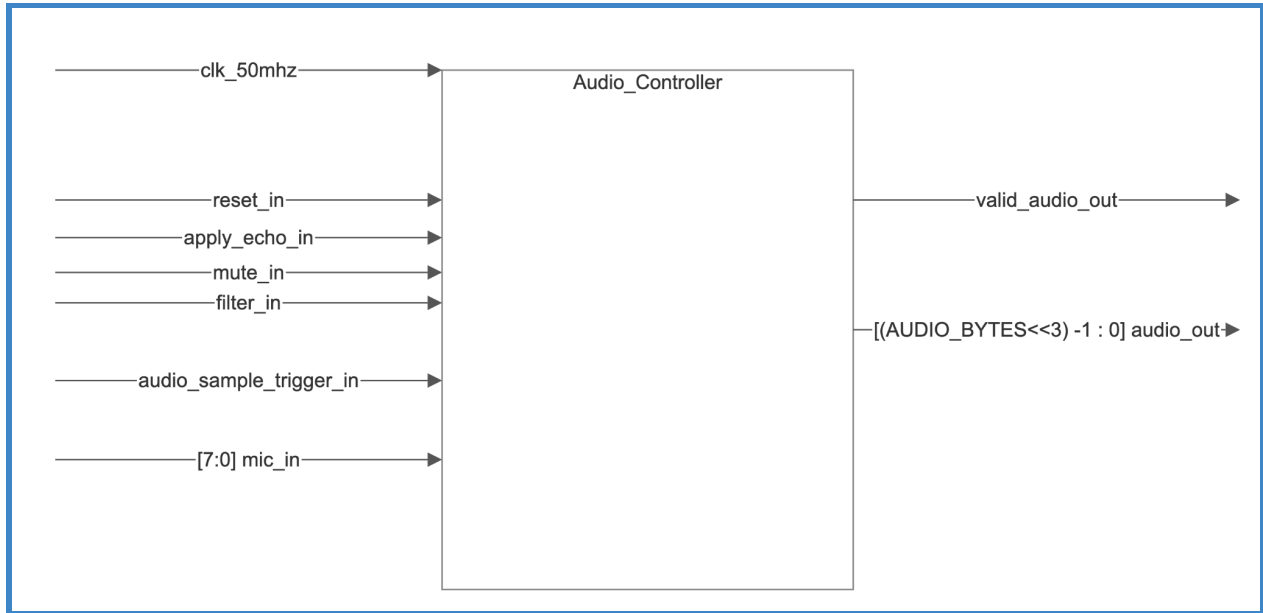 clk_50mhz
Audio_Controller
reset_in
valid_audio_out
apply_echo_in
mute_in
filter_in
[(AUDIO_BYTES<<3) -1 : 0] audio_out
audio_sample_trigger_in
[7:0] mic_in